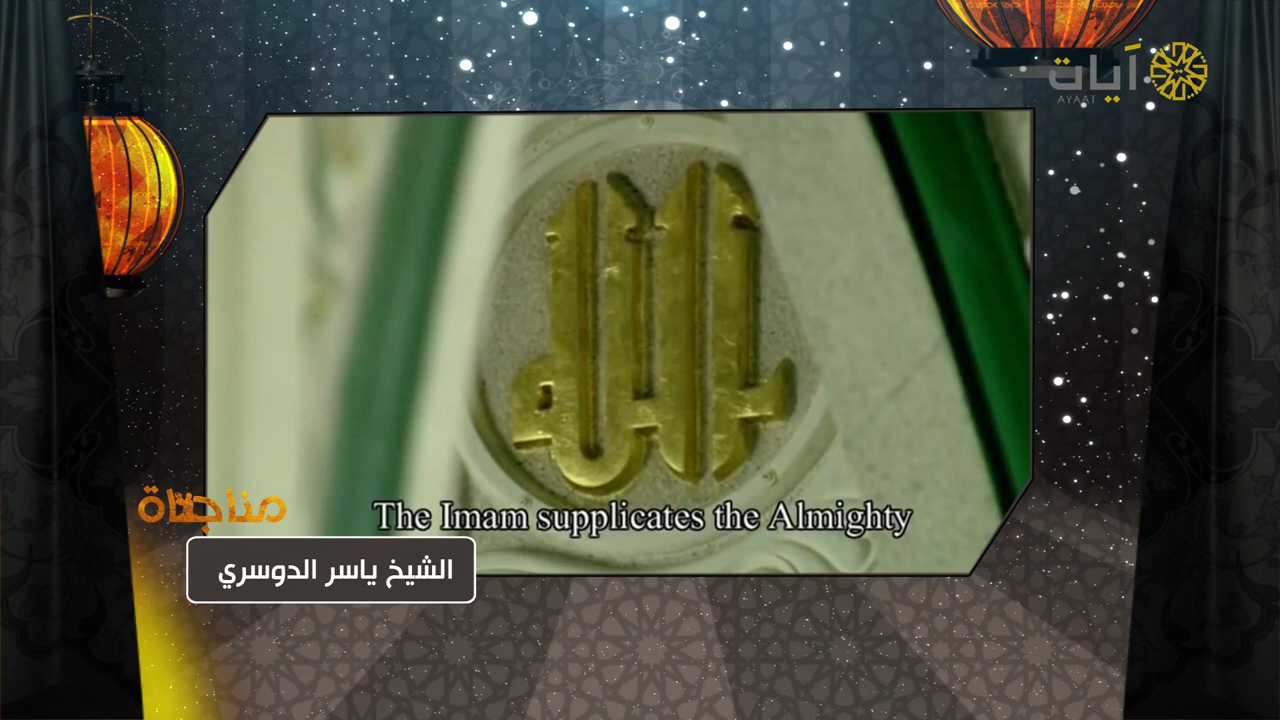 آيات
AYAAT
الله
The Imam supplicates the Almighty
مناجاة
الشيخ ياسر الدوسري